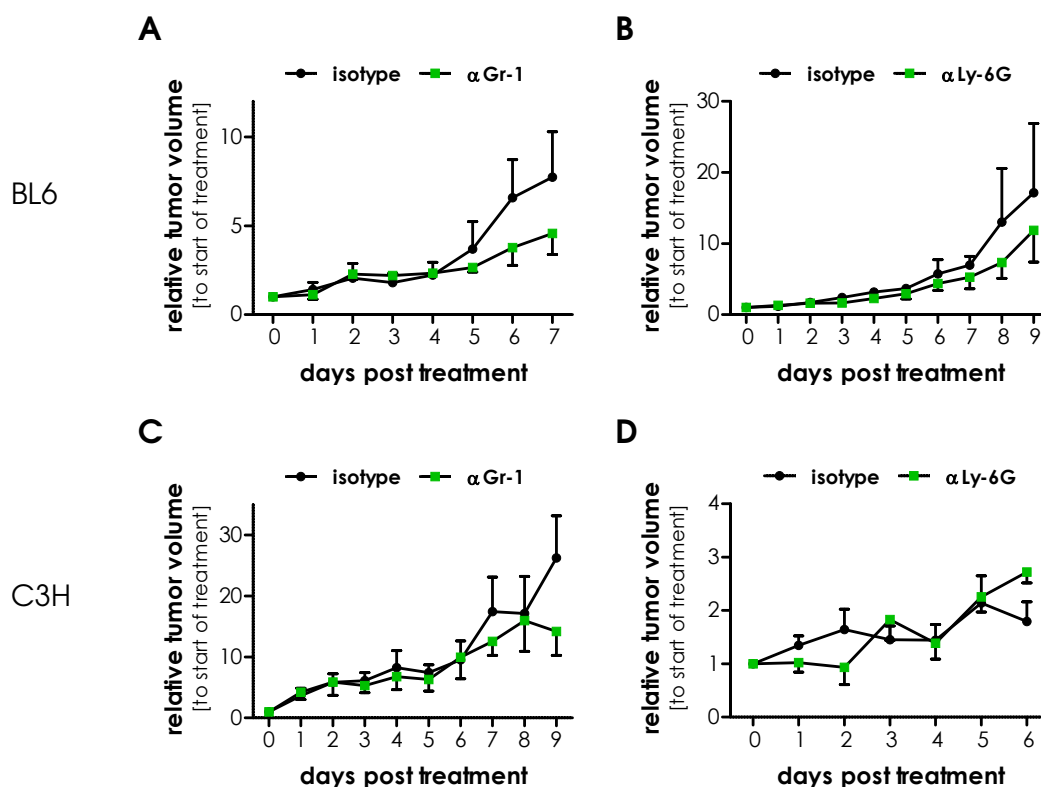 A
isotype αGr-1
relative tumor volume
[to start of treatment]
10
5
0
0 1 2 3 4 5 6 7
days post treatment
B
isotype αLy-6G
relative tumor volume
[to start of treatment]
30
20
10
0
0 1 2 3 4 5 6 7 8 9
days post treatment
BL6
C
isotype αGr-1
relative tumor volume
[to start of treatment]
30
20
10
0
0 1 2 3 4 5 6 7 8 9
days post treatment
D
isotype αLy-6G
relative tumor volume
[to start of treatment]
4
3
2
1
0
0 1 2 3 4 5 6
days post treatment
C3H